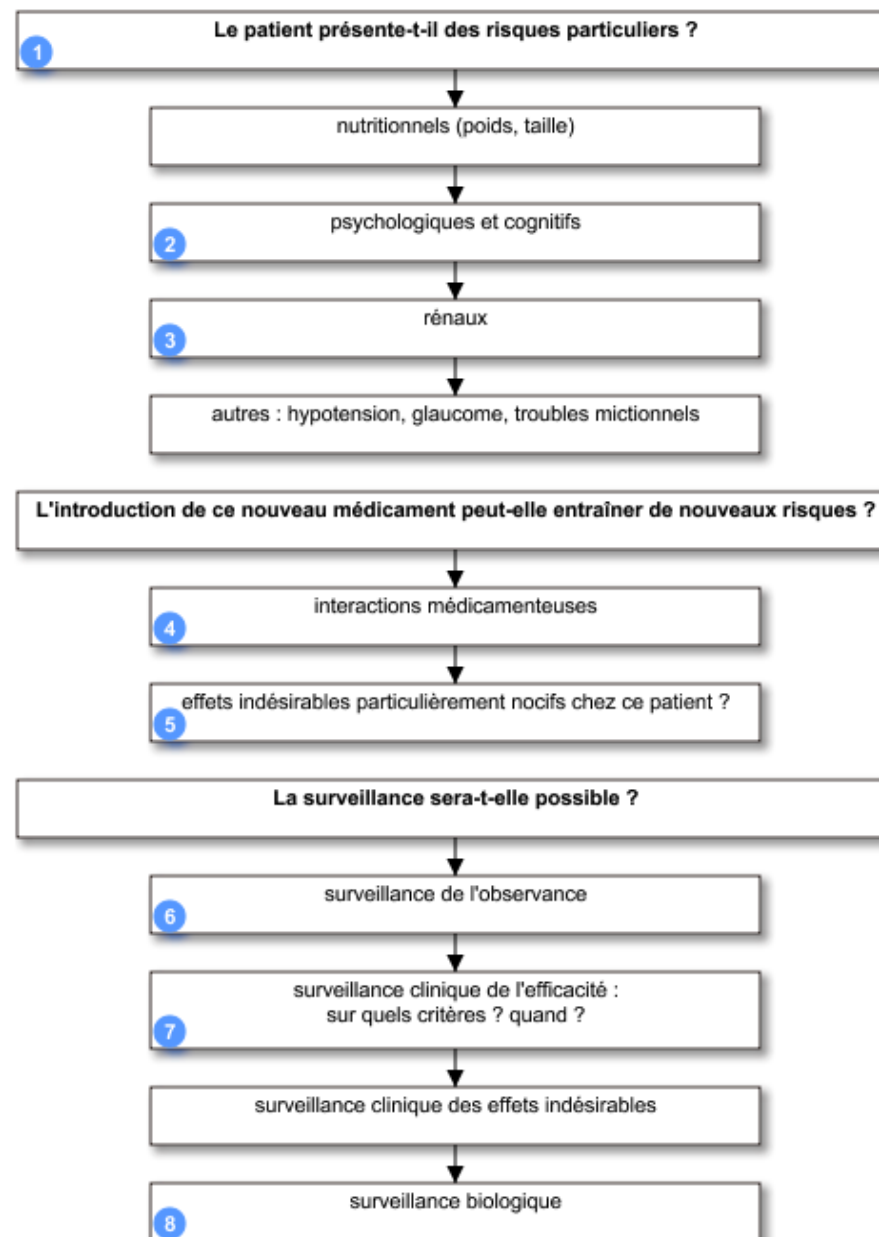 Le patient présente-t-il des risques particuliers ?
1
nutritionnels (poids, taille)
psychologiques et cognitifs
2
rénaux
3
autres : hypotension, glaucome, troubles mictionnels
L'introduction de ce nouveau médicament peut-elle entraîner de nouveaux risques ?
interactions médicamenteuses
4
effets indésirables particulièrement nocifs chez ce patient ?
5
La surveillance sera-t-elle possible ?
surveillance de l'observance
6
surveillance clinique de l'efficacité :
sur quels critères ? quand ?
7
surveillance clinique des effets indésirables
surveillance biologique
8